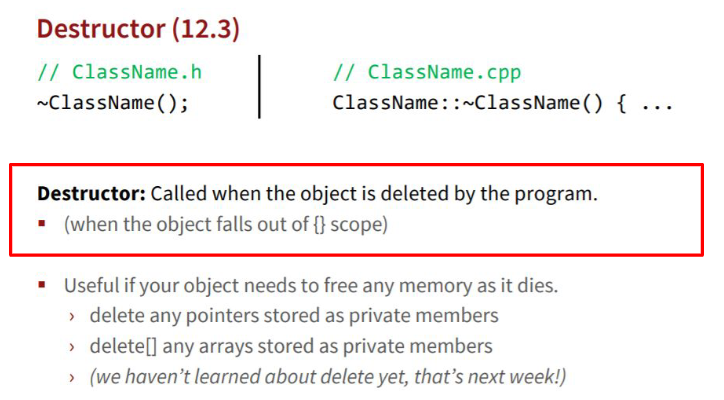 Destructor (12.3)
// ClassName.h
// ClassName.cpp
~ClassName();
ClassName::~ClassName() { ...
Destructor: Called when the object is deleted by the program.
▪ (when the object falls out of {} scope)
▪ Useful if your object needs to free any memory as it dies.
› delete any pointers stored as private members
› delete[] any arrays stored as private members
› (we haven’t learned about delete yet, that’s next week!)